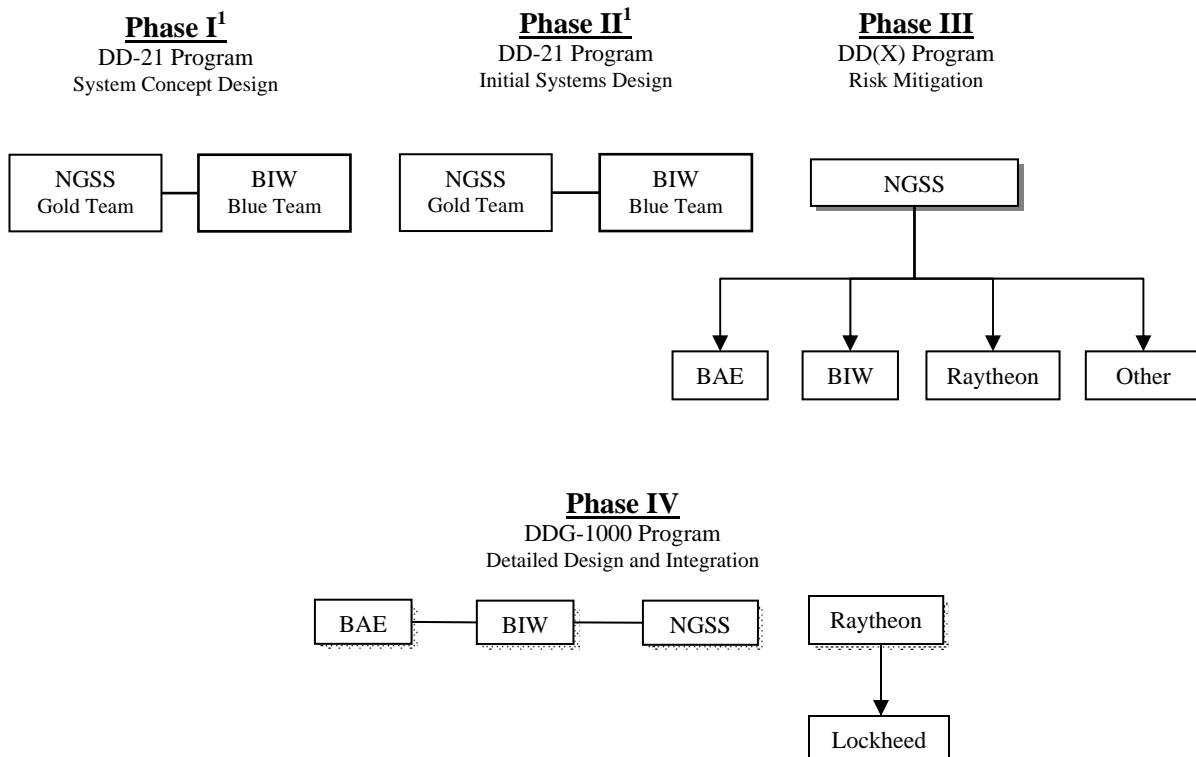 Phase I¹
DD-21 Program
System Concept Design
NGSS
Gold Team
BIW
Blue Team
Phase II¹
DD-21 Program
Initial Systems Design
NGSS
Gold Team
BIW
Blue Team
Phase III
DD(X) Program
Risk Mitigation
NGSS
BAE
BIW
Raytheon
Other
Phase IV
DDG-1000 Program
Detailed Design and Integration
BAE
BIW
NGSS
Raytheon
Lockheed